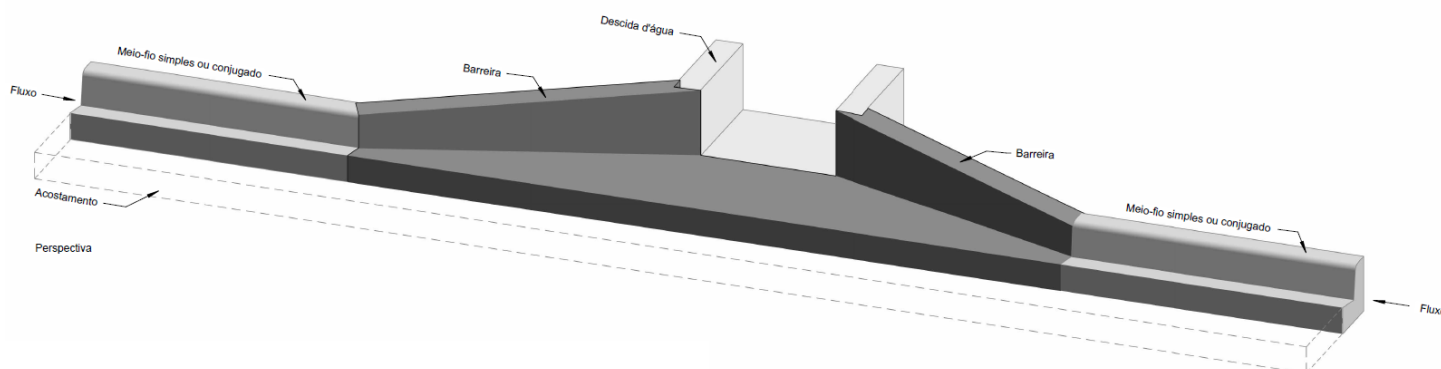 Descida d'água
Meio-fio simples ou conjugado
Barreira
Fluxo
Barreira
Acostamento
Meio-fio simples ou conjugado
Perspectiva
Fluxo